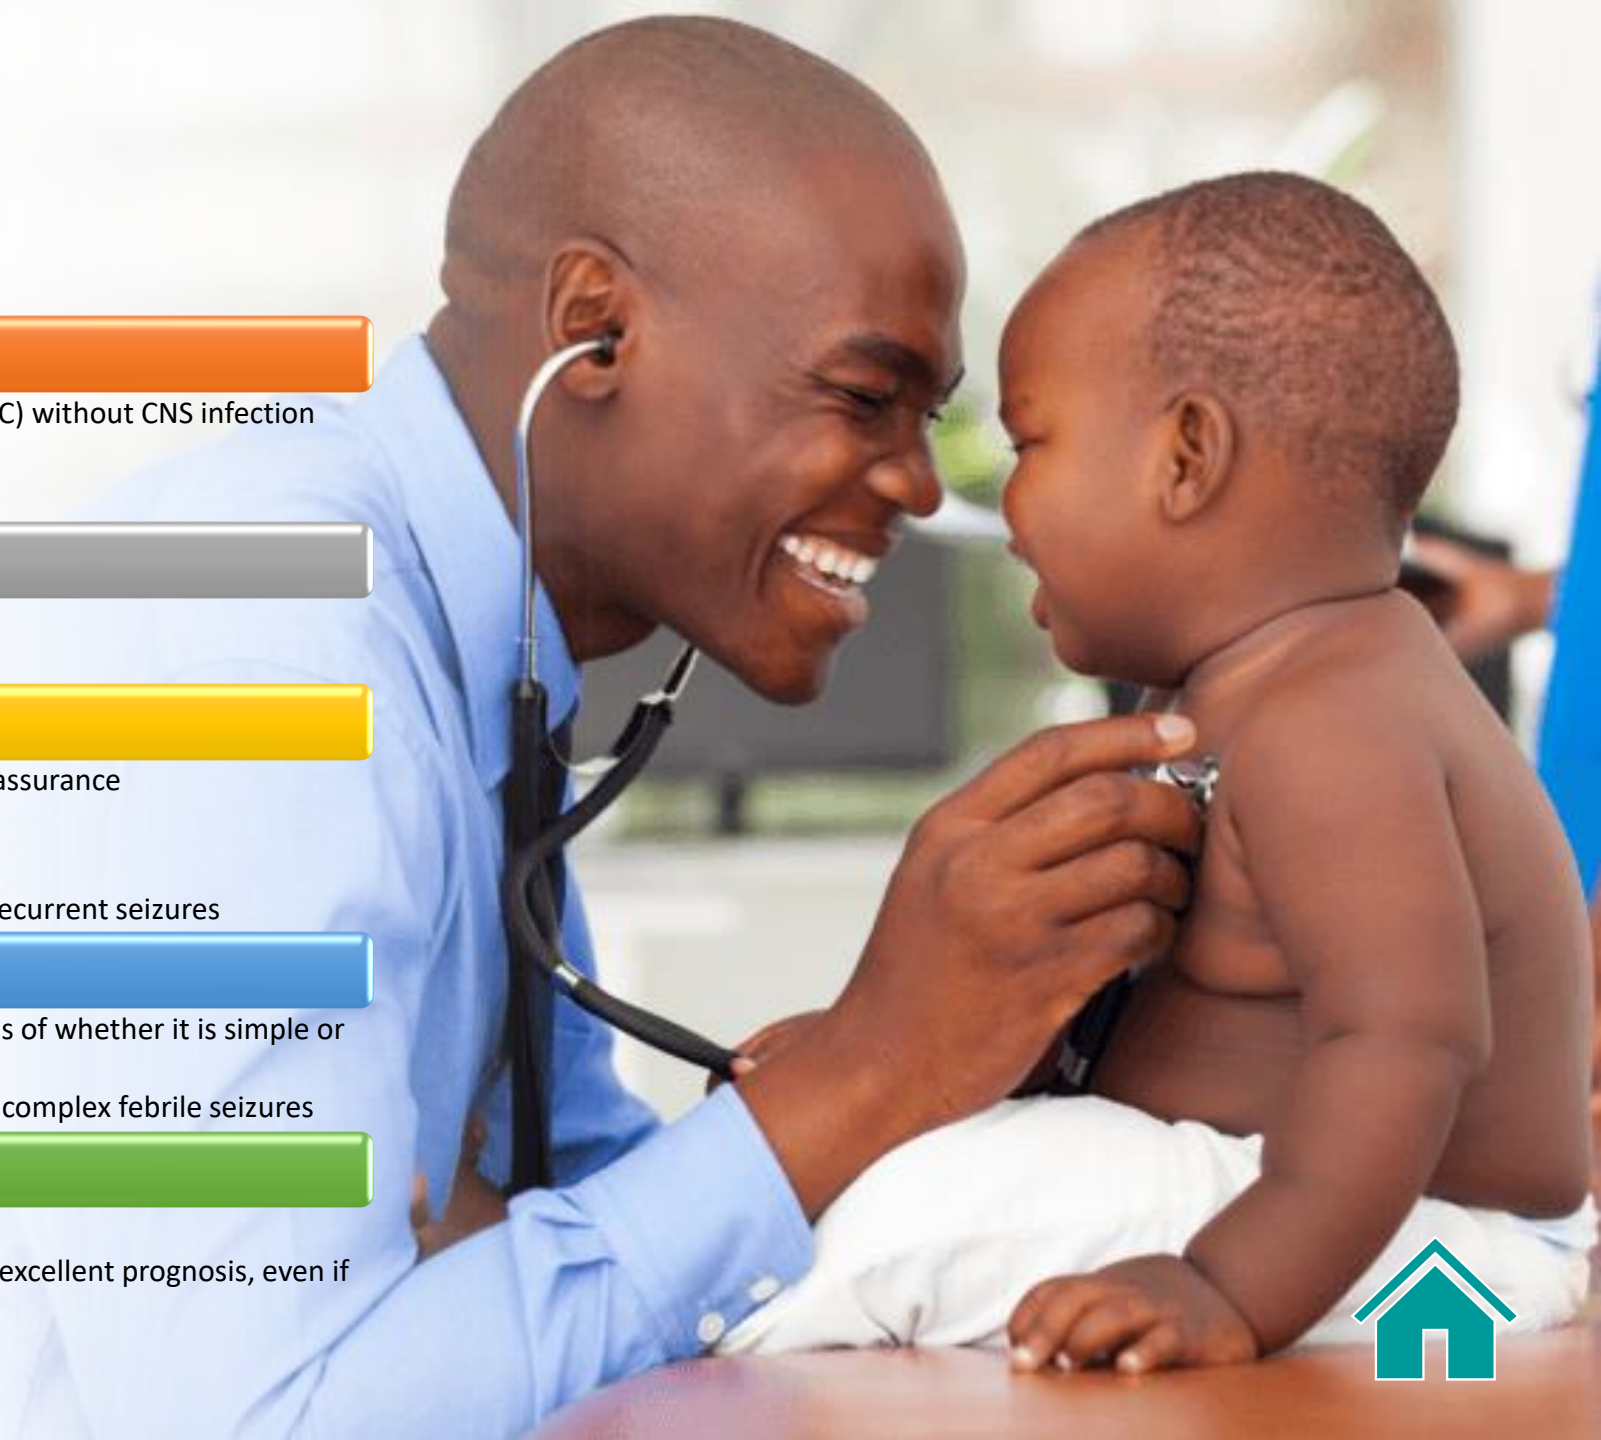 C) without CNS infection
assurance
ecurrent seizures
s of whether it is simple or
complex febrile seizures
excellent prognosis, even if